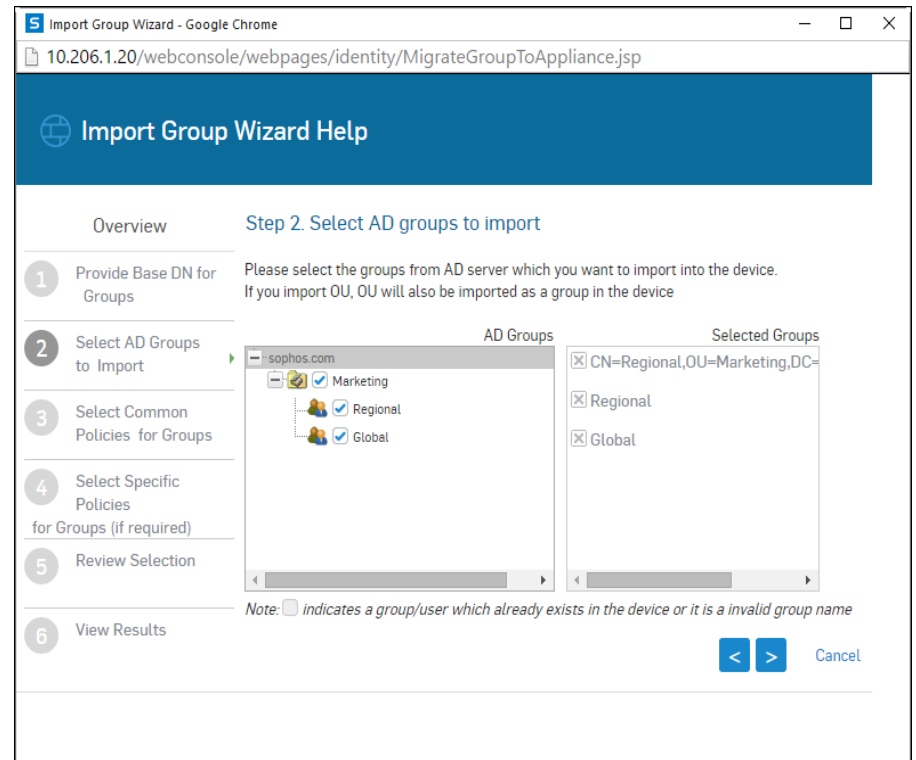 S Import Group Wizard - Google Chrome
10.206.1.20/webconsole/webpages/identity/MigrateGroupToAppliance.jsp
Import Group Wizard Help
Overview
1 Provide Base DN for
Groups
2 Select AD Groups
to Import
3 Select Common
Policies for Groups
4 Select Specific
Policies
for Groups (if required)
5 Review Selection
6 View Results
Step 2. Select AD groups to import
Please select the groups from AD server which you want to import into the device.
If you import OU, OU will also be imported as a group in the device
AD Groups
sophos.com
Marketing
Regional
Global
Selected Groups
CN=Regional,OU=Marketing,DC=
Regional
Global
Note: indicates a group/user which already exists in the device or it is a invalid group name
< > Cancel